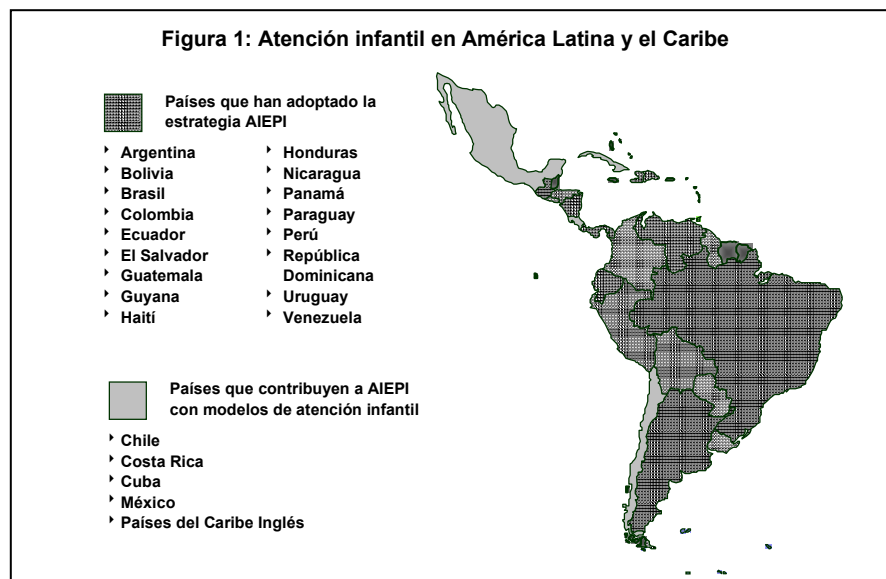 Figura 1: Atención infantil en América Latina y el Caribe
Países que han adoptado la
estrategia AIEPI
Argentina
Bolivia
Brasil
Colombia
Ecuador
El Salvador
Guatemala
Guyana
Haití
Honduras
Nicaragua
Panamá
Paraguay
Perú
República
Dominicana
Uruguay
Venezuela
Países que contribuyen a AIEPI
con modelos de atención infantil
Chile
Costa Rica
Cuba
México
Países del Caribe Inglés